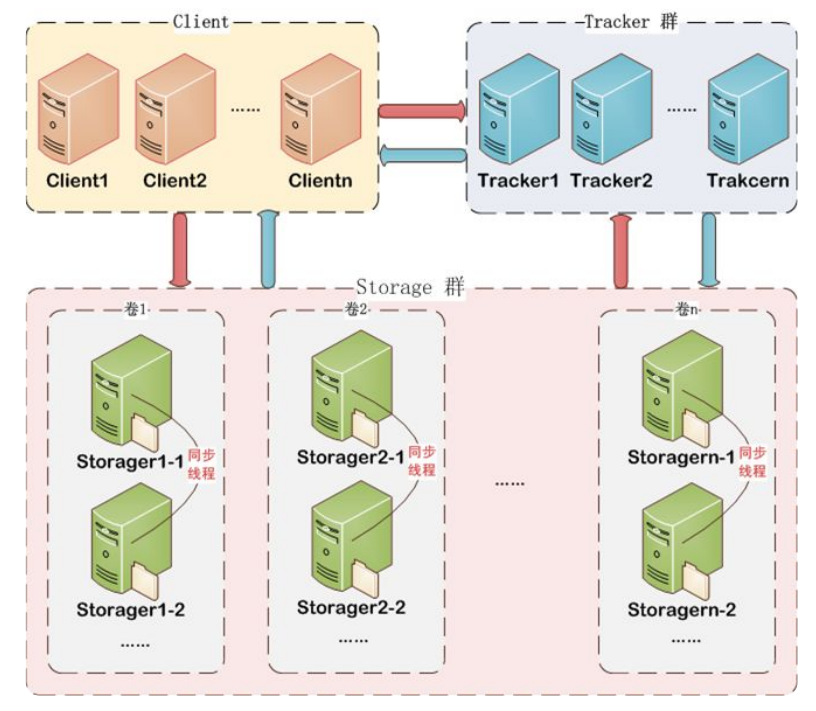 Client
Tracker 群
……
……
Client1
Client2
Clientn
Tracker1
Tracker2
Trakcern
Storage 群
卷1
卷2
卷n
同步
线程
同步
线程
同步
线程
Storager1-1
Storager2-1
Storagern-1
……
Storager1-2
Storager2-2
Storagern-2
……
……
……